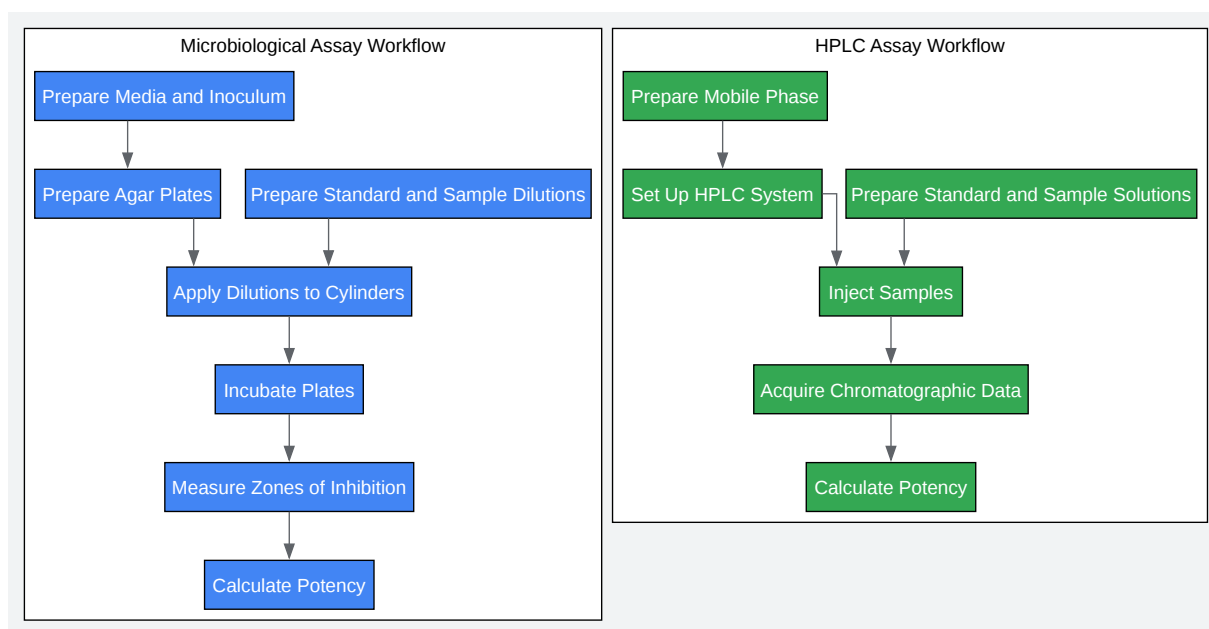 Microbiological Assay Workflow
Prepare Media and Inoculum
Prepare Agar Plates
Prepare Standard and Sample Dilutions
Apply Dilutions to Cylinders
Incubate Plates
Measure Zones of Inhibition
Calculate Potency
HPLC Assay Workflow
Prepare Mobile Phase
Set Up HPLC System
Prepare Standard and Sample Solutions
Inject Samples
Acquire Chromatographic Data
Calculate Potency